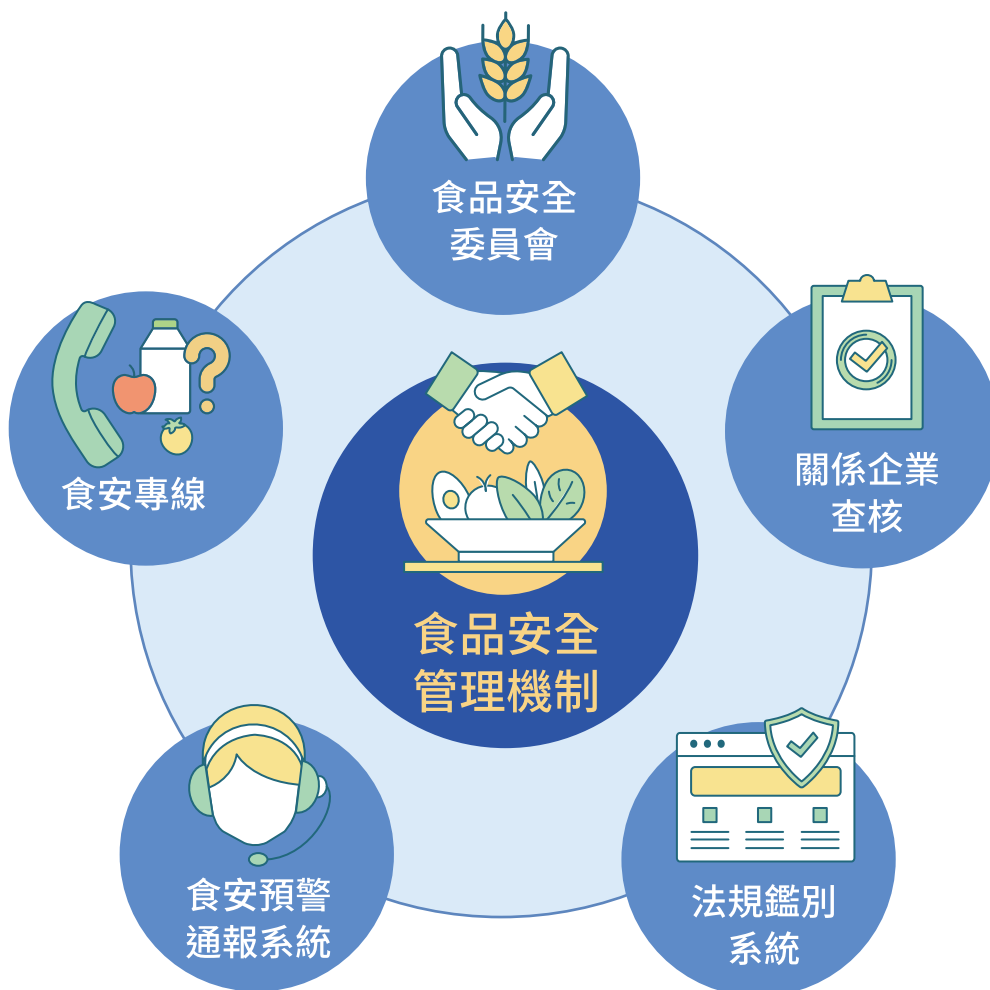 食品安全
委員會
關係企業
查核
法規鑑別
系統
食安預警
通報系統
食安專線
食品安全
管理機制